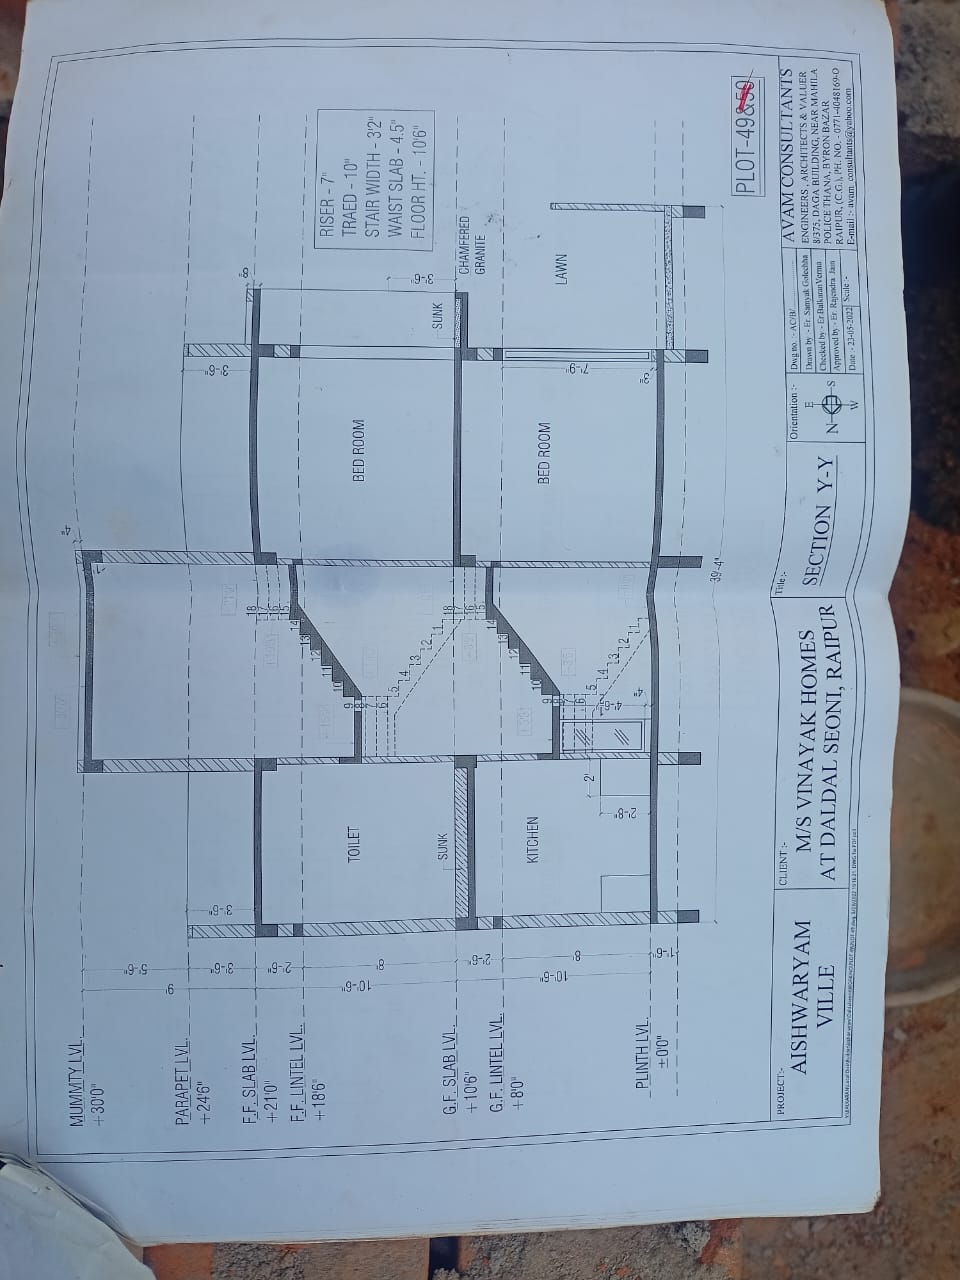 MUMMTY LVL.
+30'0"
PARAPET LVL.
+24'6"
F.F. SLAB LVL.
+21'0"
F.F. LINTEL LVL.
+18'6"
G.F. SLAB LVL.
+10'6"
G.F. LINTEL LVL.
+8'0"
PLINTH LVL.
±0'0"
5'-6"
3'-6"
2'-6"
8'
2'-6"
8'
1'-6"
9'
10'-6"
10'-6"
3'-6"
TOILET
SUNK
KITCHEN
2'
2'-8"
4'-6"
4"
4"
BED ROOM
BED ROOM
3'-6"
7'-9"
3"
SUNK
3'-6"
CHAMFERED
GRANITE
LAWN
39'-4"
RISER - 7"
TRAED - 10"
STAIR WIDTH - 3'2"
WAIST SLAB - 4.5"
FLOOR HT. - 10'6"
PLOT-49&50
PROJECT:-
AISHWARYAM
VILLE
CLIENT :-
M/S VINAYAK HOMES
AT DALDAL SEONI, RAIPUR
Title :-
SECTION Y-Y
Orientation :-
E
N S
W
Dwg no. :- AC/B/
Drawn by :- Er. Samyak Golechha
Checked by :- Er.Balkaran Verma
Approved by :- Er. Rajendra Jain
Date :- 23-05-2022 Scale :-
AVAM CONSULTANTS
ENGINEERS, ARCHITECTS & VALUER
8/375, DAGA BUILDING, NEAR MAHILA
POLICE THANA, BYRON BAZAR
RAIPUR, (C.G.), PH. NO. : 0771-4048169-O
E-mail :- avam_consultants@yahoo.com